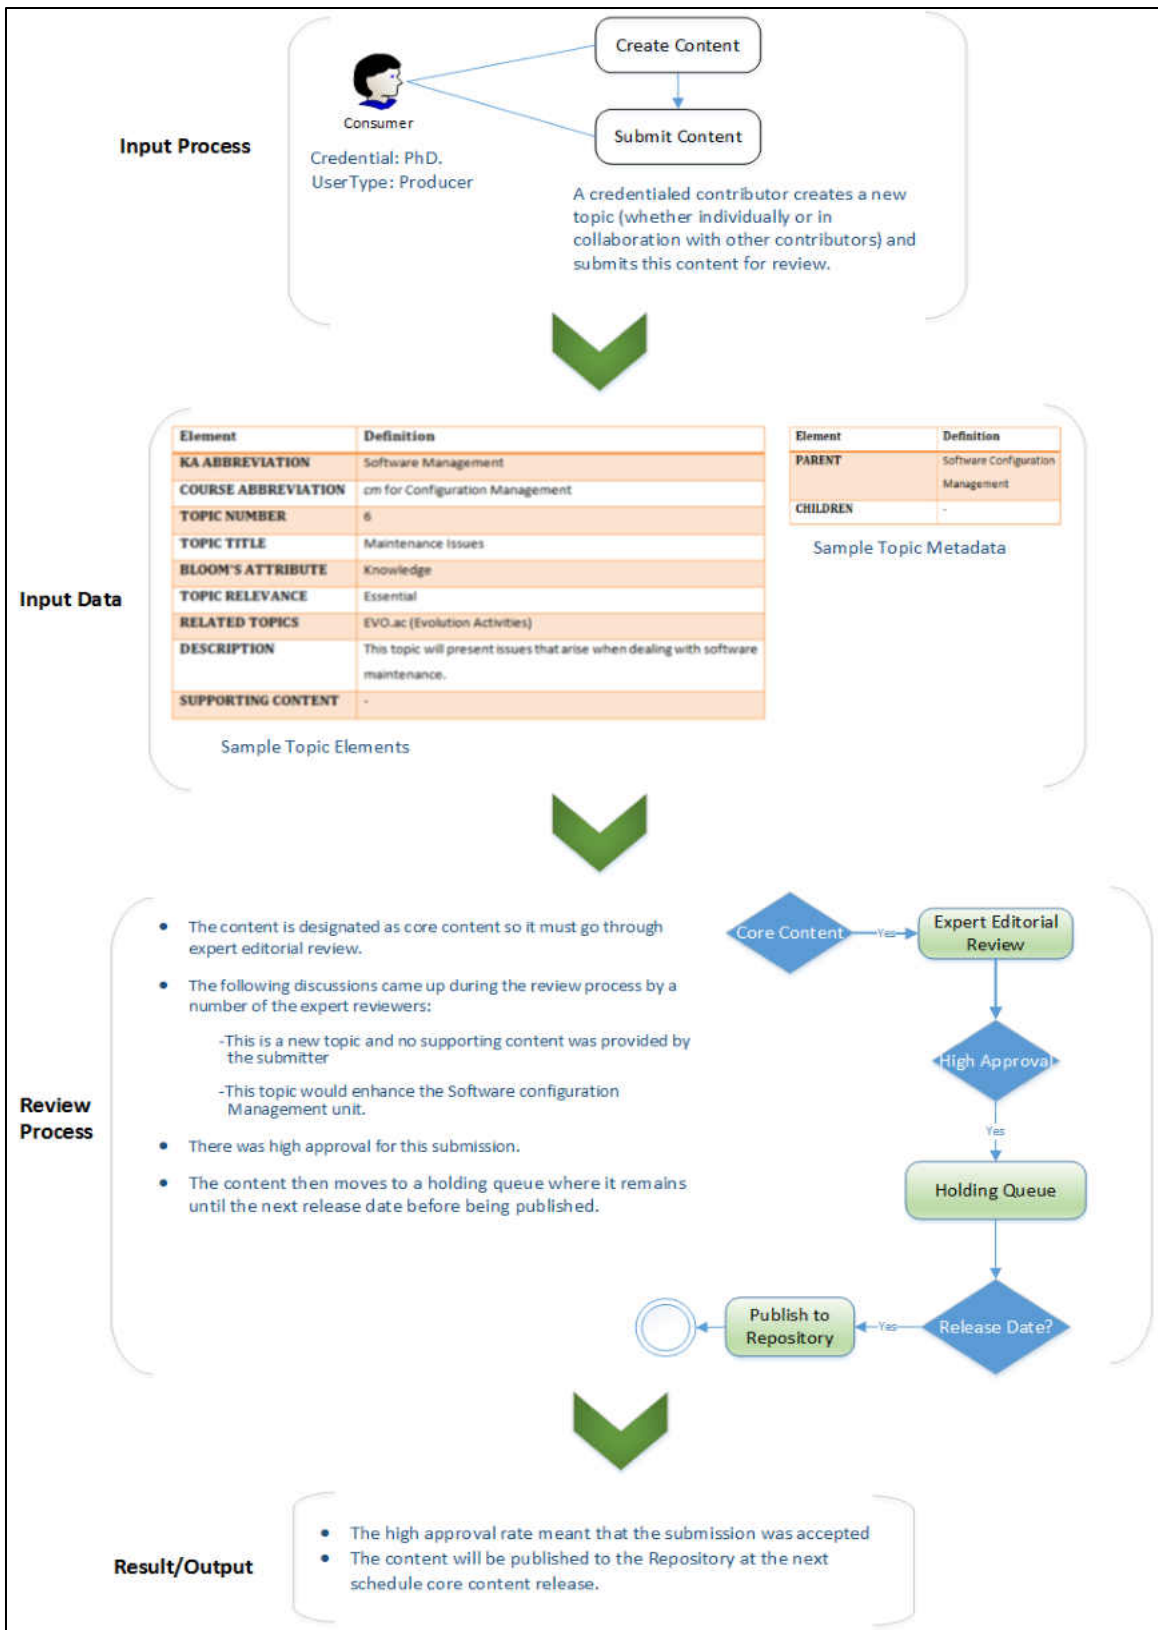 Create Content
Consumer
Submit Content
Input Process
Credential: PhD.
UserType: Producer
A credentialed contributor creates a new
topic (whether individually or in
collaboration with other contributors) and
submits this content for review.
Element Definition
KA ABBREVIATION Software Management
COURSE ABBREVIATION cm for Configuration Management
TOPIC NUMBER 6
TOPIC TITLE Maintenance Issues
BLOOM'S ATTRIBUTE Knowledge
TOPIC RELEVANCE Essential
RELATED TOPICS EVO.ac (Evolution Activities)
DESCRIPTION This topic will present issues that arise when dealing with software
maintenance.
SUPPORTING CONTENT -
Sample Topic Elements
Element Definition
PARENT Software Configuration
Management
CHILDREN -
Sample Topic Metadata
Input Data
• The content is designated as core content so it must go through
expert editorial review.
• The following discussions came up during the review process by a
number of the expert reviewers:
-This is a new topic and no supporting content was provided by
the submitter
-This topic would enhance the Software configuration
Management unit.
• There was high approval for this submission.
• The content then moves to a holding queue where it remains
until the next release date before being published.
Review
Process
Core Content
Yes
Expert Editorial
Review
High Approval
Yes
Holding Queue
Release Date?
Yes
Publish to
Repository
Result/Output
• The high approval rate meant that the submission was accepted
• The content will be published to the Repository at the next
schedule core content release.